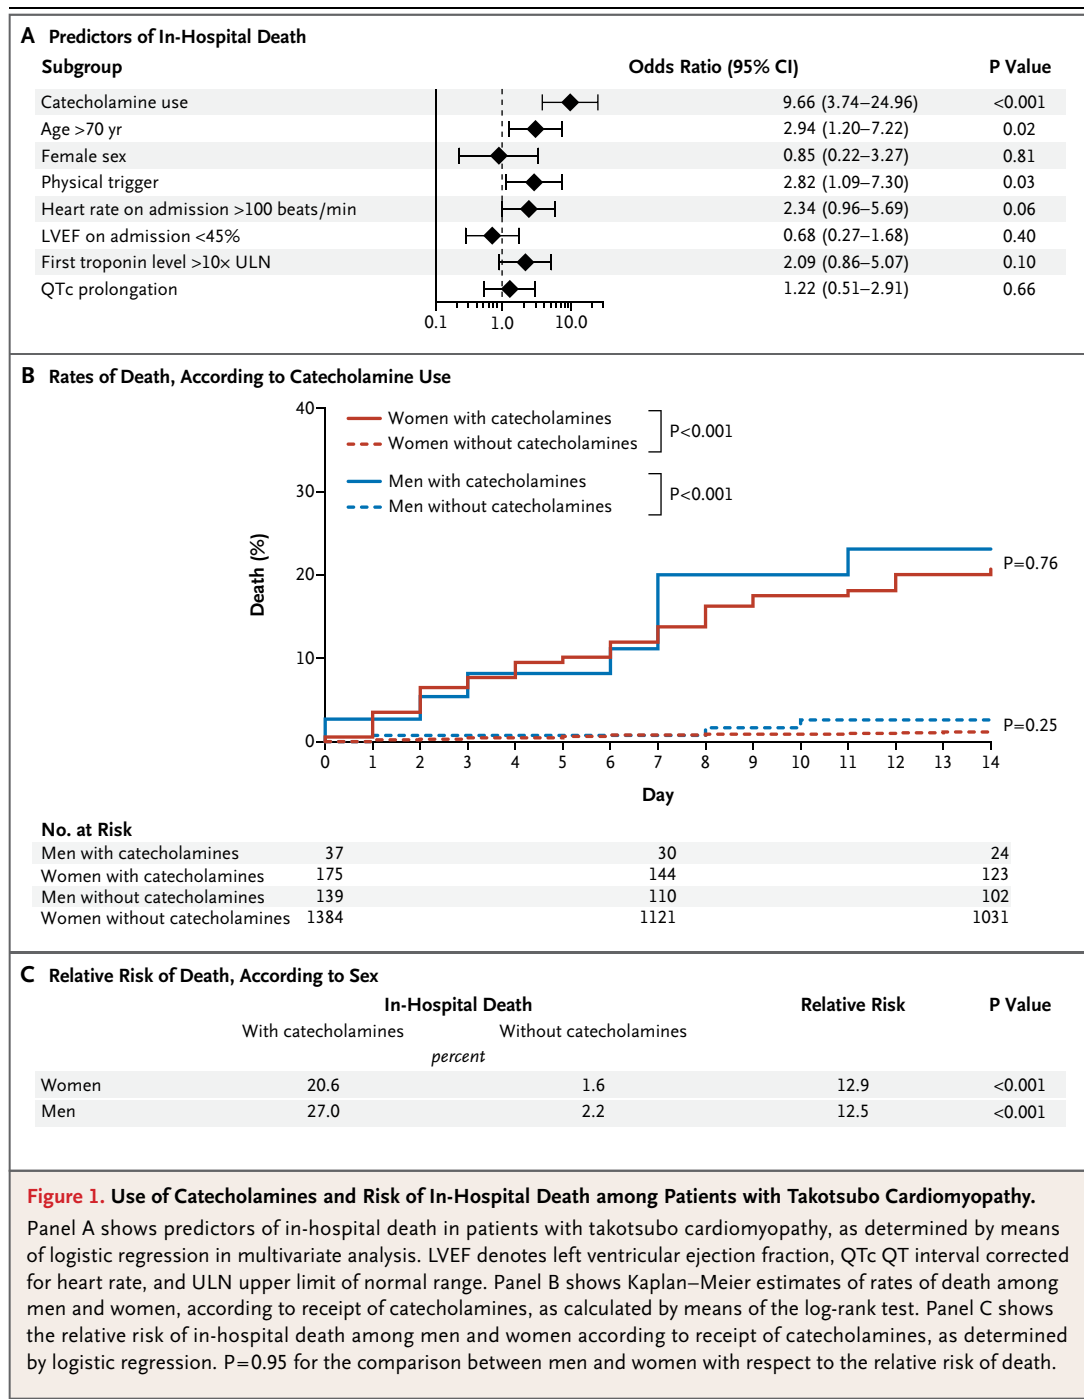 A Predictors of In-Hospital Death
Subgroup Odds Ratio (95% CI) P Value
Catecholamine use 9.66 (3.74–24.96) <0.001
Age >70 yr 2.94 (1.20–7.22) 0.02
Female sex 0.85 (0.22–3.27) 0.81
Physical trigger 2.82 (1.09–7.30) 0.03
Heart rate on admission >100 beats/min 2.34 (0.96–5.69) 0.06
LVEF on admission <45% 0.68 (0.27–1.68) 0.40
First troponin level >10× ULN 2.09 (0.86–5.07) 0.10
QTc prolongation 1.22 (0.51–2.91) 0.66
0.1 1.0 10.0
B Rates of Death, According to Catecholamine Use
40
30
20
10
0
Death (%)
Women with catecholamines
Women without catecholamines
P<0.001
Men with catecholamines
Men without catecholamines
P<0.001
P=0.76
P=0.25
0 1 2 3 4 5 6 7 8 9 10 11 12 13 14
Day
No. at Risk
Men with catecholamines 37 30 24
Women with catecholamines 175 144 123
Men without catecholamines 139 110 102
Women without catecholamines 1384 1121 1031
C Relative Risk of Death, According to Sex
In-Hospital Death Relative Risk P Value
With catecholamines Without catecholamines
percent
Women 20.6 1.6 12.9 <0.001
Men 27.0 2.2 12.5 <0.001
Figure 1. Use of Catecholamines and Risk of In-Hospital Death among Patients with Takotsubo Cardiomyopathy.
Panel A shows predictors of in-hospital death in patients with takotsubo cardiomyopathy, as determined by means
of logistic regression in multivariate analysis. LVEF denotes left ventricular ejection fraction, QTc QT interval corrected
for heart rate, and ULN upper limit of normal range. Panel B shows Kaplan–Meier estimates of rates of death among
men and women, according to receipt of catecholamines, as calculated by means of the log-rank test. Panel C shows
the relative risk of in-hospital death among men and women according to receipt of catecholamines, as determined
by logistic regression. P=0.95 for the comparison between men and women with respect to the relative risk of death.